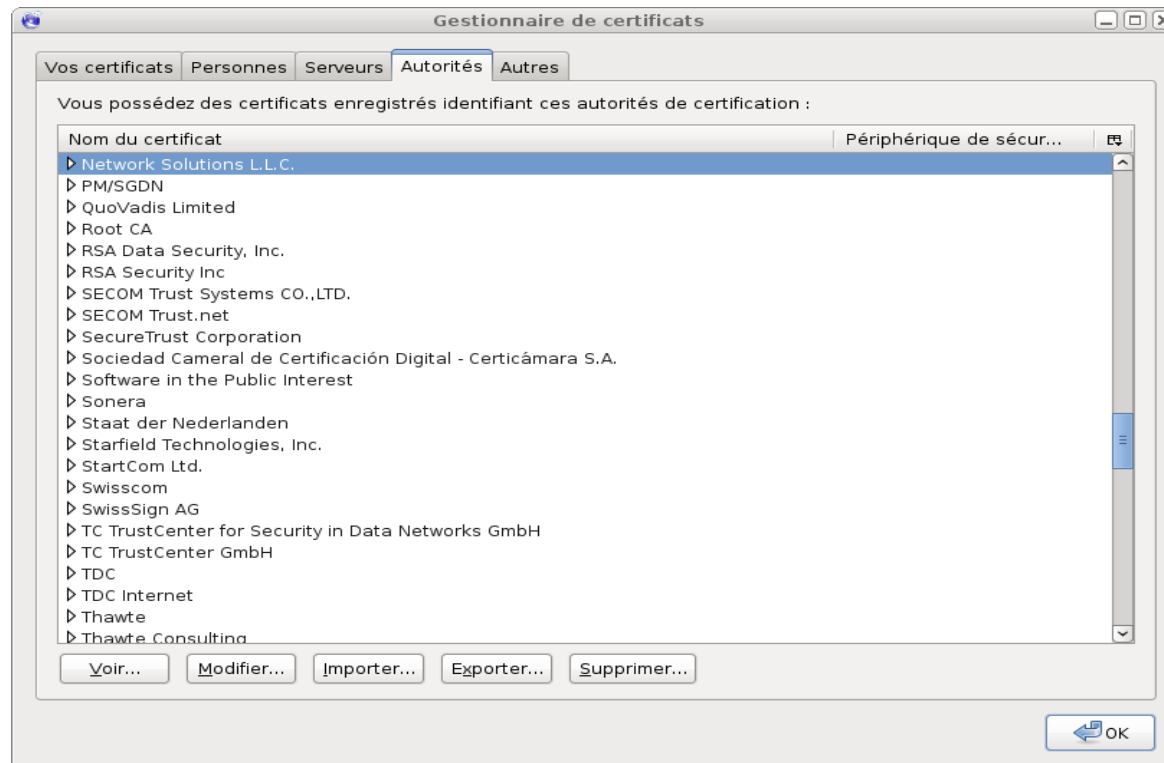 Gestionnaire de certificats
Vos certificats Personnes Serveurs Autorités Autres
Vous possédez des certificats enregistrés identifiant ces autorités de certification :
Nom du certificat Périphérique de sécur...
Network Solutions L.L.C.
PM/SGDN
QuoVadis Limited
Root CA
RSA Data Security, Inc.
RSA Security Inc
SECOM Trust Systems CO.,LTD.
SECOM Trust.net
SecureTrust Corporation
Sociedad Cameral de Certificación Digital - Certicámara S.A.
Software in the Public Interest
Sonera
Staat der Nederlanden
Starfield Technologies, Inc.
StartCom Ltd.
Swisscom
SwissSign AG
TC TrustCenter for Security in Data Networks GmbH
TC TrustCenter GmbH
TDC
TDC Internet
Thawte
Thawte Consulting
Voir... Modifier... Importer... Exporter... Supprimer...
OK